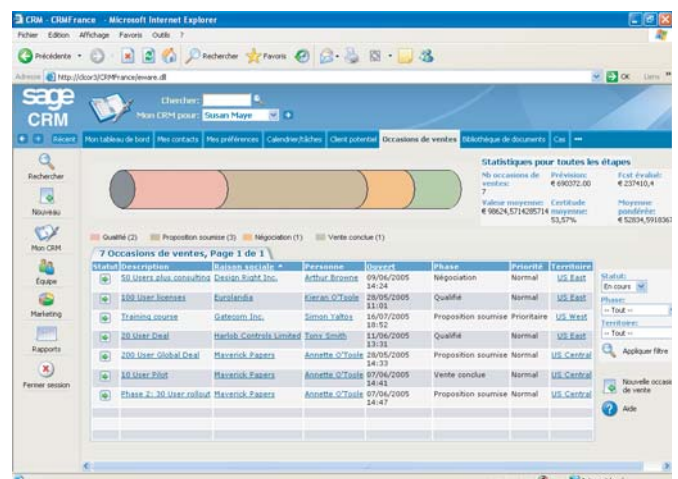 CRM - CRMFrance - Microsoft Internet Explorer
Fichier Edition Affichage Favoris Outils ?
Précédente Rechercher Favoris
Adresse http://dcor3/CRMFrance/eware.dll OK Liens »
sage CRM
Chercher:
Mon CRM pour: Susan Maye
Récent Mon tableau de bord Mes contacts Mes préférences Calendrier/tâches Client potentiel Occasions de ventes Bibliothèque de documents Cas
Rechercher
Nouveau
Mon CRM
Équipe
Marketing
Rapports
Fermer session
Statistiques pour toutes les étapes
Nb occasions de ventes: 7
Prévision: € 690372.00
Fcst évalué: € 237410,4
Valeur moyenne: € 98624,5714285714
Certitude moyenne: 53,57%
Moyenne pondérée: € 52834,5918367
Qualifié (2) Proposition soumise (3) Négociation (1) Vente conclue (1)
7 Occasions de ventes, Page 1 de 1
Statut Description Raison sociale Personne Ouvert Phase Priorité Territoire
50 Users plus consulting Design Right Inc. Arthur Browne 09/06/2005 14:24 Négociation Normal US East
100 User licenses Eurolandia Kieran O'Toole 28/05/2005 11:01 Qualifié Normal US East
Training course Gatecom Inc. Simon Yaltos 16/07/2005 18:52 Proposition soumise Prioritaire US West
20 User Deal Harlob Controls Limited Tony Smith 11/06/2005 13:31 Qualifié Normal US East
200 User Global Deal Maverick Papers Annette O'Toole 28/05/2005 14:33 Proposition soumise Normal US Central
10 User Pilot Maverick Papers Annette O'Toole 07/06/2005 14:41 Vente conclue Normal US Central
Phase 2: 30 User rollout Maverick Papers Annette O'Toole 07/06/2005 14:47 Proposition soumise Normal US Central
Statut:
En cours
Phase:
-- Tout --
Territoire:
-- Tout --
Appliquer filtre
Nouvelle occasi
de vente
Aide